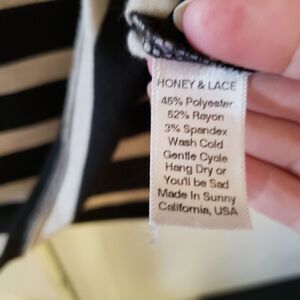 HONEY & LACE
45% Polyester
52% Rayon
3% Spandex
Wash Cold
Gentle Cycle
Hang Dry or
You'll be Sad
Made In Sunny
California, USA